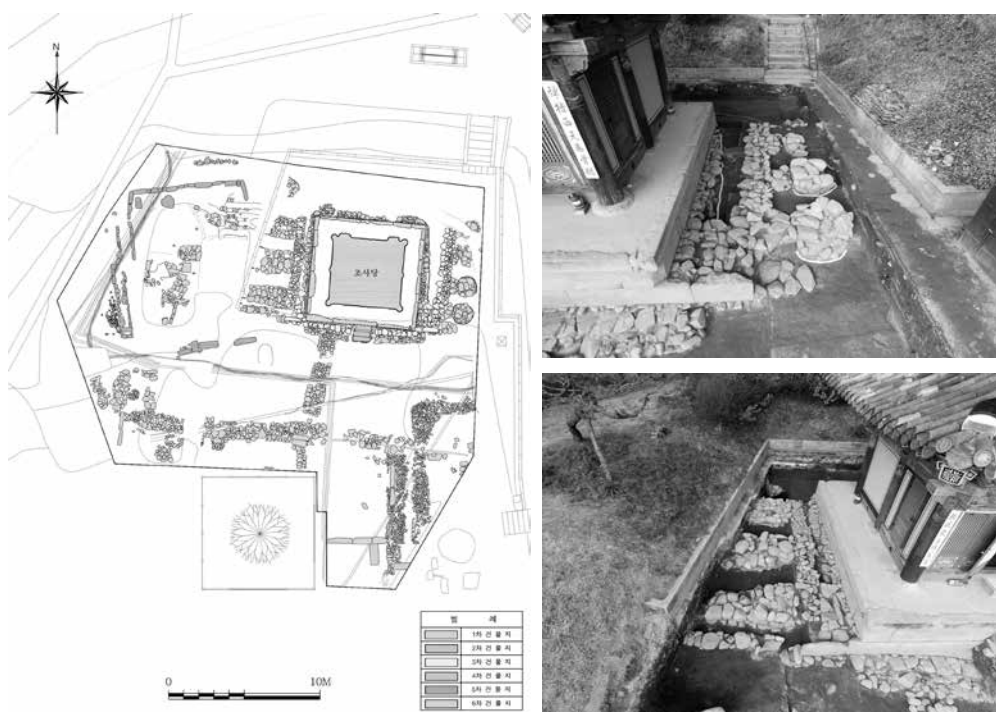 N
조사당
범 례
1차 건 물 지
2차 건 물 지
3차 건 물 지
4차 건 물 지
5차 건 물 지
6차 건 물 지
0
10M